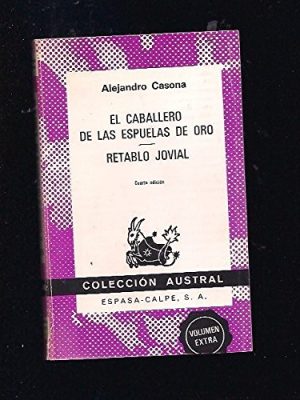 Alejandro Casona
EL CABALLERO
DE LAS ESPUELAS DE ORO
RETABLO JOVIAL
Cuarta edición
COLECCIÓN AUSTRAL
ESPASA-CALPE, S. A.
VOLUMEN
EXTRA